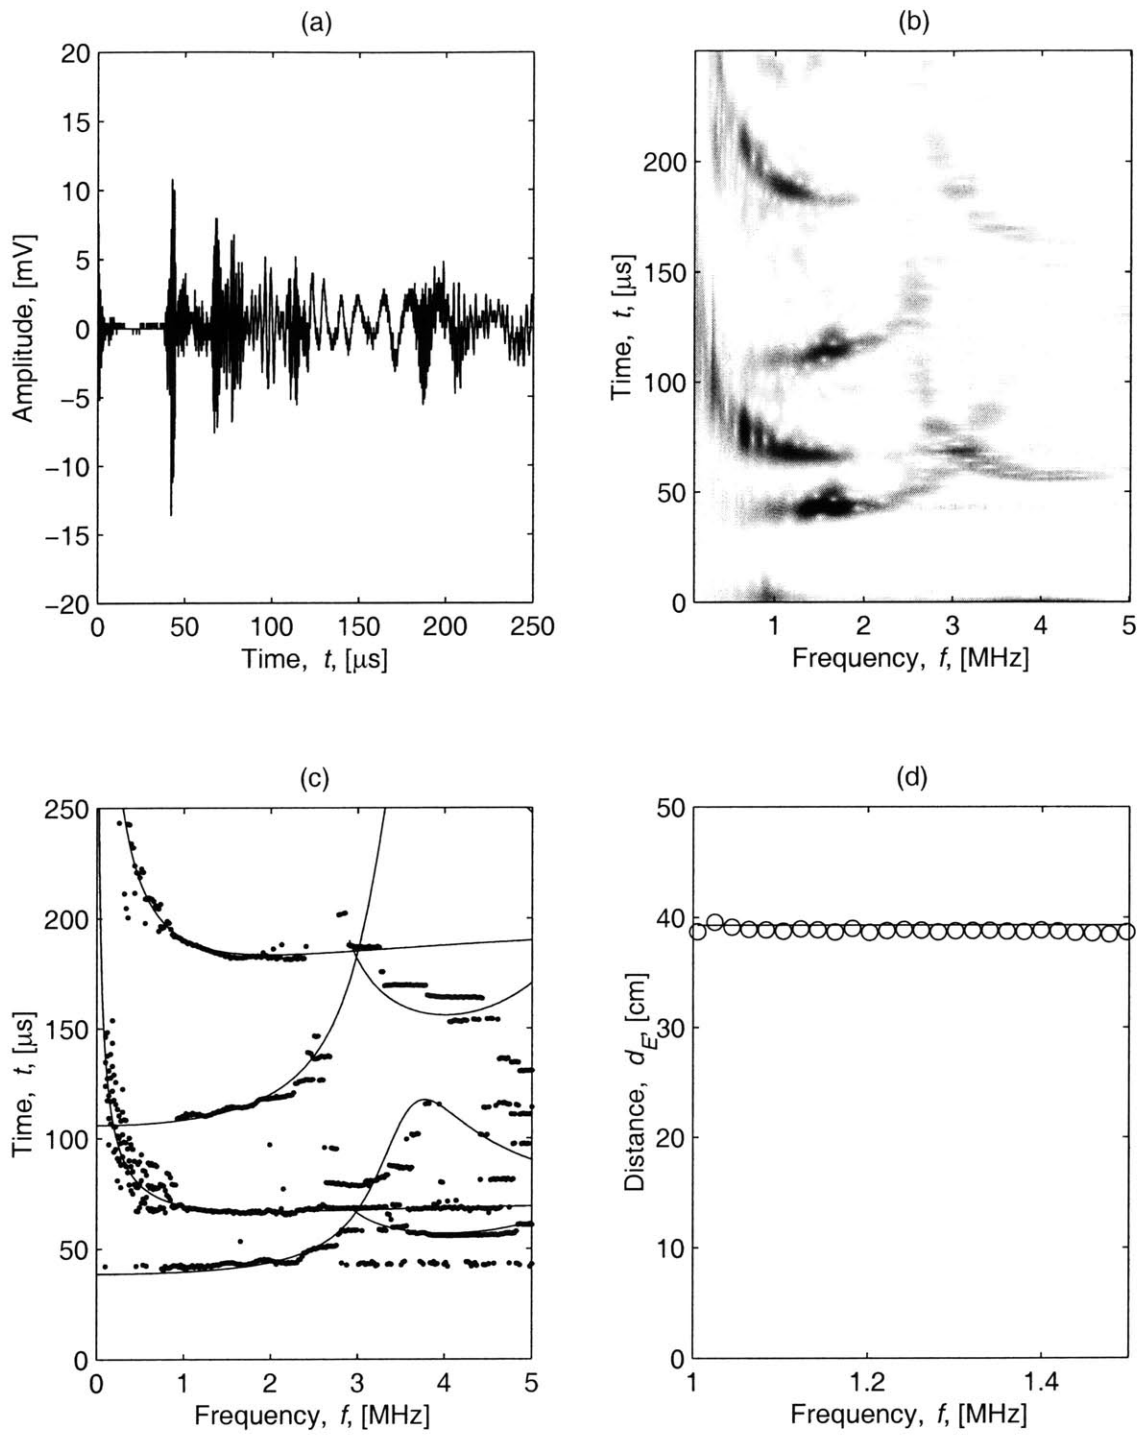 (a)
20
15
10
5
0
−5
−10
−15
−20
0 50 100 150 200 250
Time, t, [µs]
Amplitude, [mV]
(b)
200
150
100
50
0
1 2 3 4 5
Frequency, f, [MHz]
Time, t, [µs]
(c)
250
200
150
100
50
0
0 1 2 3 4 5
Frequency, f, [MHz]
Time, t, [µs]
(d)
50
40
30
20
10
0
1 1.2 1.4
Frequency, f, [MHz]
Distance, dE, [cm]